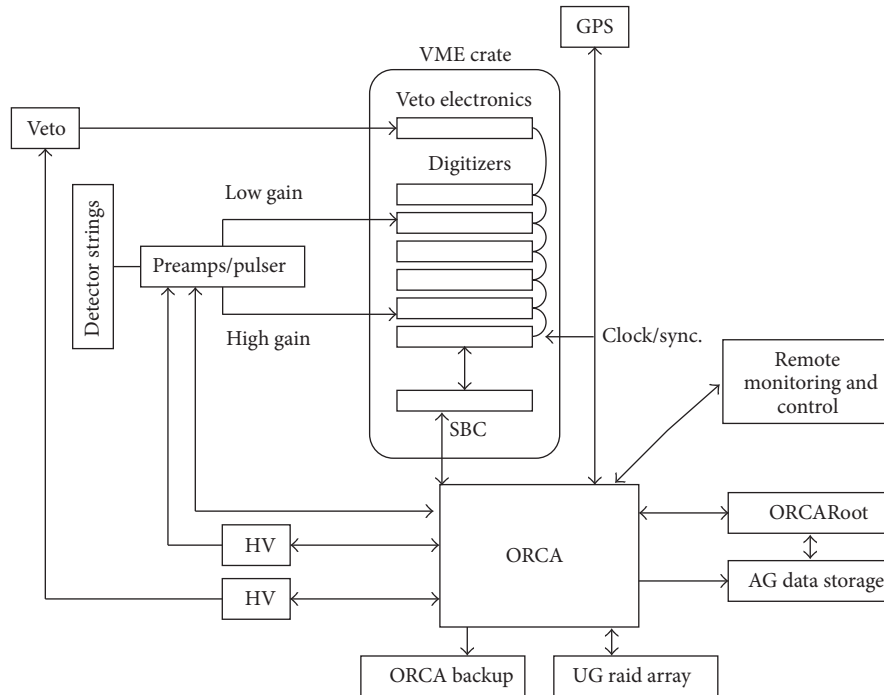 GPS
VME crate
Veto electronics
Veto
Digitizers
Low gain
Detector strings
Preamps/pulser
High gain
Clock/sync.
Remote
monitoring and
control
SBC
ORCARoot
HV
ORCA
AG data storage
HV
ORCA backup
UG raid array